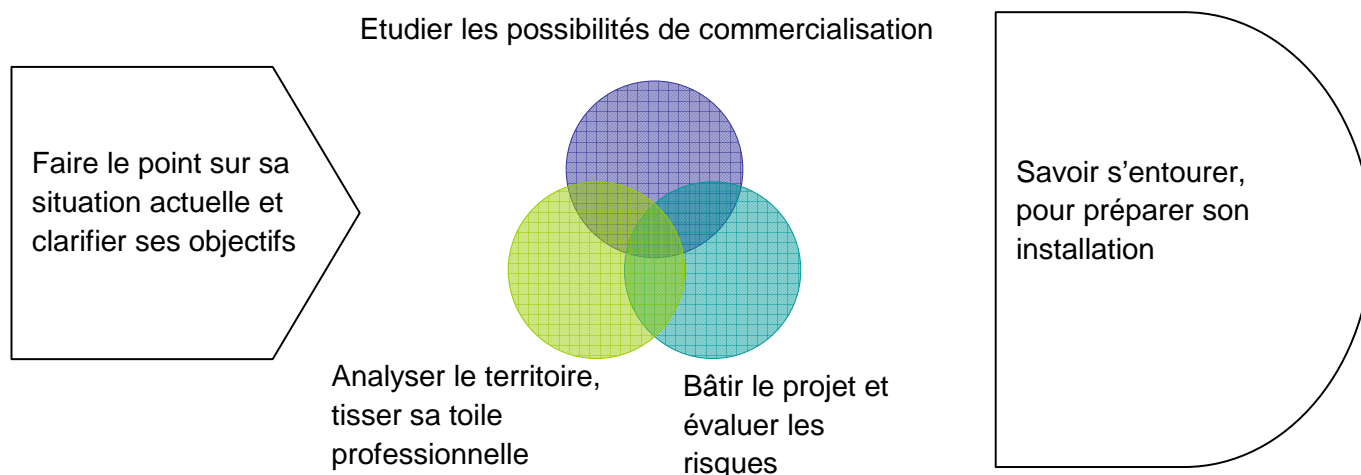 Etudier les possibilités de commercialisation
Faire le point sur sa
situation actuelle et
clarifier ses objectifs
Savoir s’entourer,
pour préparer son
installation
Analyser le territoire,
tisser sa toile
professionnelle
Bâtir le projet et
évaluer les
risques